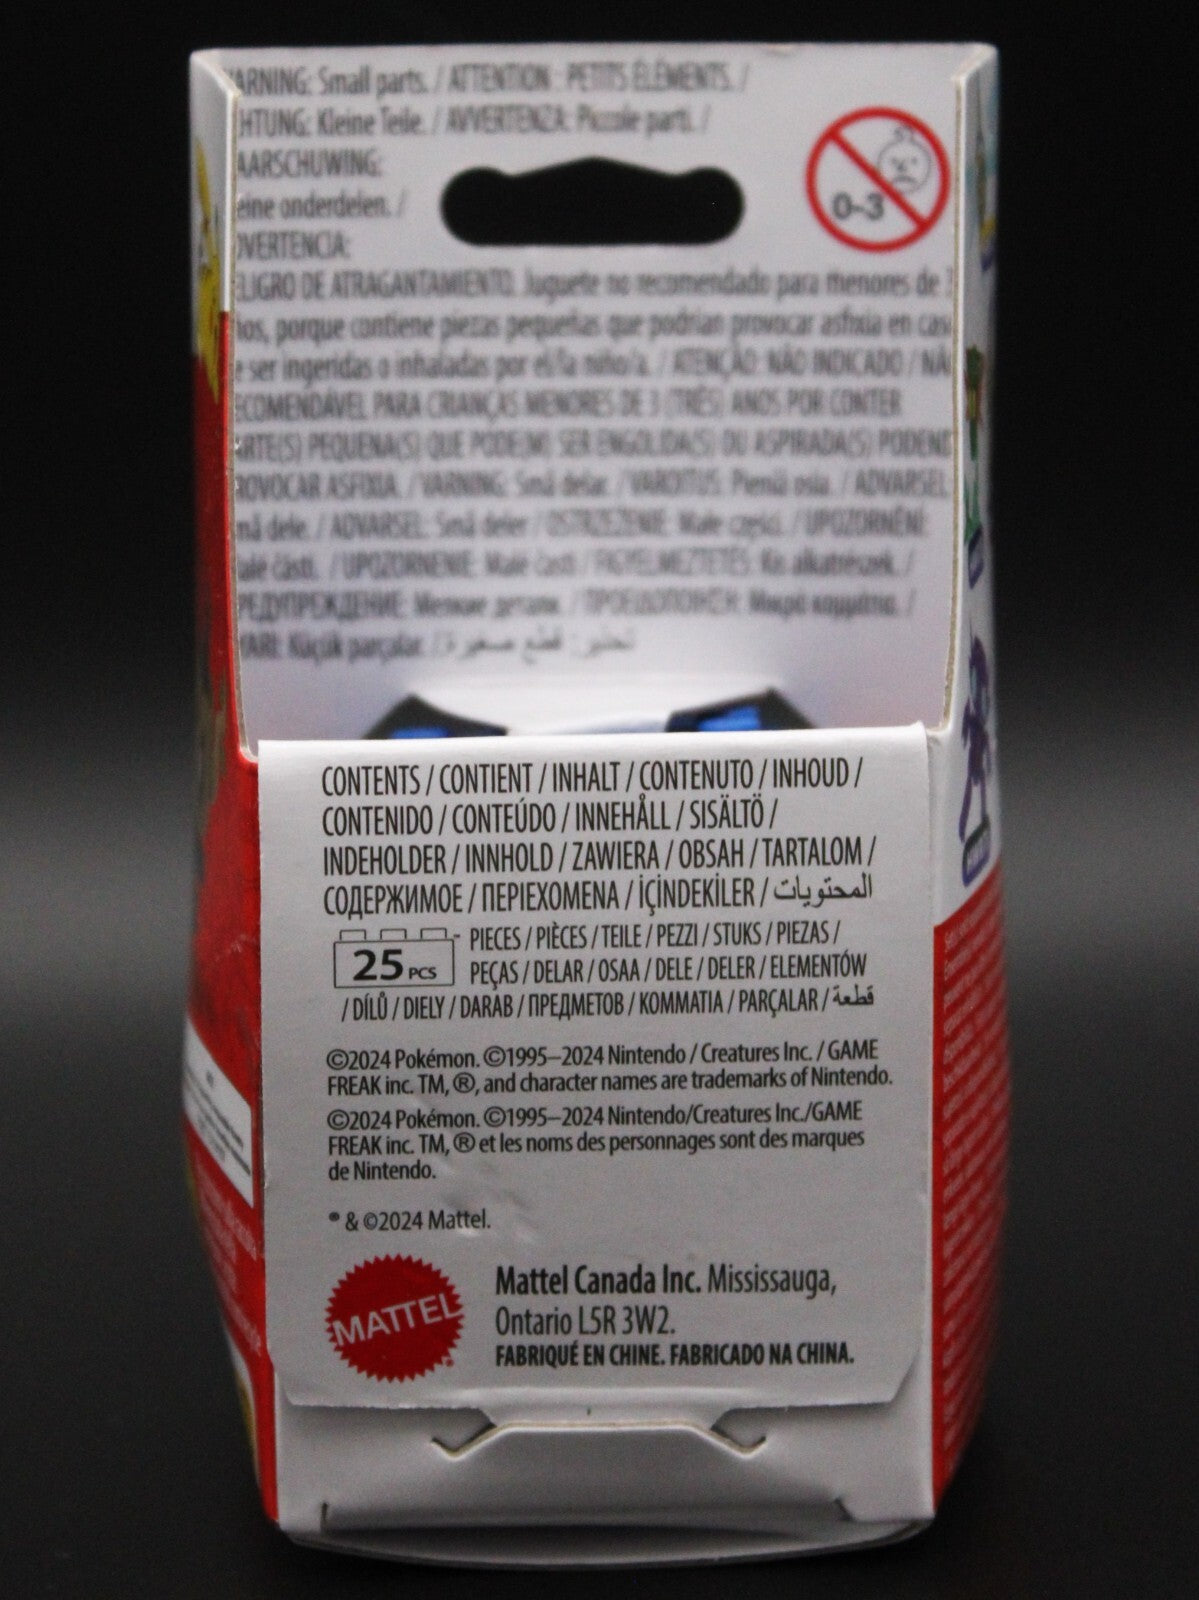 ARNING: Small parts. / ATTENTION : PETITS ÉLÉMENTS. /
HTUNG: Kleine Teile. / AVVERTENZA: Piccole parti. /
AARSCHUWING:
eine onderdelen. /
DVERTENCIA:
ELIGRO DE ATRAGANTAMIENTO. Juguete no recomendado para menores de 3
ños, porque contiene piezas pequeñas que podrían provocar asfixia en cas
e ser ingeridas o inhaladas por el/la niño/a. / ATENÇÃO: NÃO INDICADO / NÃ
ECOMENDÁVEL PARA CRIANÇAS MENORES DE 3 (TRÊS) ANOS POR CONTER
ARTE(S) PEQUENA(S) QUE PODE(M) SER ENGOLIDA(S) OU ASPIRADA(S) PODEND
ROVOCAR ASFIXIA. / VARNING: Små delar. / VAROITUS: Pieniä osia. / ADVARSEL:
må dele. / ADVARSEL: Små deler / OSTRZEŻENIE: Małe części. / UPOZORNĚNÍ:
alé části. / UPOZORNENIE: Malé časti / FIGYELMEZTETÉS: Kis alkatrészek. /
РЕДУПРЕЖДЕНИЕ: Мелкие детали. / ΠΡΟΕΙΔΟΠΟΙΗΣΗ: Μικρά κομμάτια. /
YARI: Küçük parçalar. / تحذير: قطع صغيرة
0-3
CONTENTS / CONTIENT / INHALT / CONTENUTO / INHOUD /
CONTENIDO / CONTEÚDO / INNEHÅLL / SISÄLTÖ /
INDEHOLDER / INNHOLD / ZAWIERA / OBSAH / TARTALOM /
СОДЕРЖИМОЕ / ΠΕΡΙΕΧΟΜΕΝΑ / İÇİNDEKİLER / المحتويات
25 PCS PIECES / PIÈCES / TEILE / PEZZI / STUKS / PIEZAS /
PEÇAS / DELAR / OSAA / DELE / DELER / ELEMENTÓW
/ DÍLŮ / DIELY / DARAB / ПРЕДМЕТОВ / ΚΟΜΜΑΤΙΑ / PARÇALAR / قطعة
©2024 Pokémon. ©1995–2024 Nintendo / Creatures Inc. / GAME
FREAK inc. TM, ®, and character names are trademarks of Nintendo.
©2024 Pokémon. ©1995–2024 Nintendo/Creatures Inc./GAME
FREAK inc. TM, ® et les noms des personnages sont des marques
de Nintendo.
® & ©2024 Mattel.
MATTEL®
Mattel Canada Inc. Mississauga,
Ontario L5R 3W2.
FABRIQUÉ EN CHINE. FABRICADO NA CHINA.